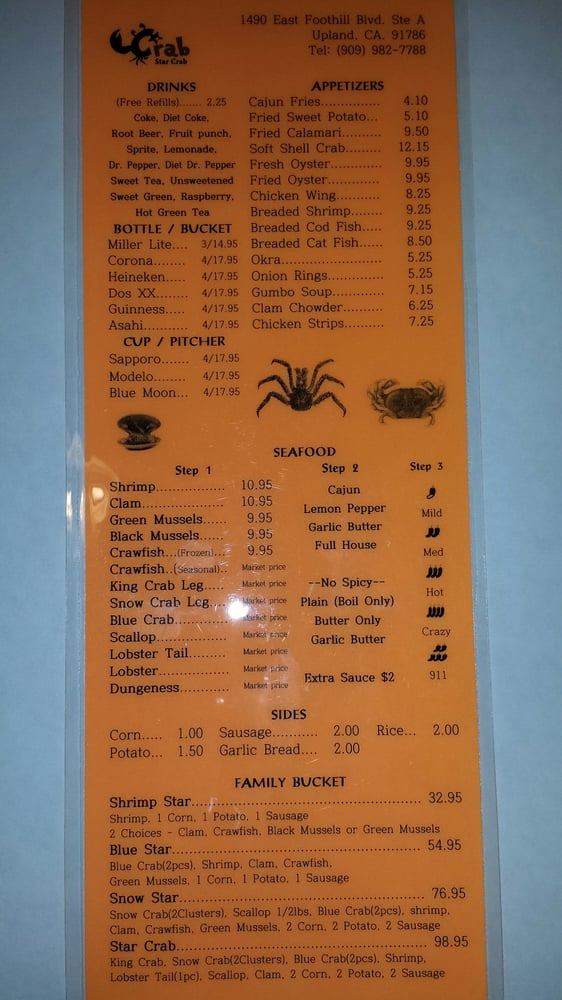 1490 East Foothill Blvd. Ste A
Upland, CA. 91786
Tel: (909) 982-7788
Crab
Star Crab
DRINKS
(Free Refills)...... 2.25
Coke, Diet Coke,
Root Beer, Fruit punch,
Sprite, Lemonade,
Dr. Pepper, Diet Dr. Pepper
Sweet Tea, Unsweetened
Sweet Green, Raspberry,
Hot Green Tea
BOTTLE / BUCKET
Miller Lite.... 3/14.95
Corona........ 4/17.95
Heineken..... 4/17.95
Dos XX........ 4/17.95
Guinness...... 4/17.95
Asahi........... 4/17.95
CUP / PITCHER
Sapporo....... 4/17.95
Modelo........ 4/17.95
Blue Moon... 4/17.95
APPETIZERS
Cajun Fries............... 4.10
Fried Sweet Potato... 5.10
Fried Calamari.......... 9.50
Soft Shell Crab......... 12.15
Fresh Oyster............. 9.95
Fried Oyster............. 9.95
Chicken Wing........... 8.25
Breaded Shrimp........ 9.25
Breaded Cod Fish..... 9.25
Breaded Cat Fish...... 8.50
Okra......................... 5.25
Onion Rings.............. 5.25
Gumbo Soup............. 7.15
Clam Chowder.......... 6.25
Chicken Strips.......... 7.25
SEAFOOD
Step 1
Shrimp................. 10.95
Clam.................... 10.95
Green Mussels...... 9.95
Black Mussels....... 9.95
Crawfish...(Frozen)... 9.95
Crawfish..(Seasonal).. Market price
King Crab Leg..... Market price
Snow Crab Leg.... Market price
Blue Crab............ Market price
Scallop................ Market price
Lobster Tail......... Market price
Lobster................ Market price
Dungeness........... Market price
Step 2
Cajun
Lemon Pepper
Garlic Butter
Full House
--No Spicy--
Plain (Boil Only)
Butter Only
Garlic Butter
Extra Sauce $2
Step 3
Mild
Med
Hot
Crazy
911
SIDES
Corn..... 1.00 Sausage........... 2.00 Rice... 2.00
Potato... 1.50 Garlic Bread.... 2.00
FAMILY BUCKET
Shrimp Star.................................................. 32.95
Shrimp, 1 Corn, 1 Potato, 1 Sausage
2 Choices - Clam, Crawfish, Black Mussels or Green Mussels
Blue Star...................................................... 54.95
Blue Crab(2pcs), Shrimp, Clam, Crawfish,
Green Mussels, 1 Corn, 1 Potato, 1 Sausage
Snow Star..................................................... 76.95
Snow Crab(2Clusters), Scallop 1/2lbs, Blue Crab(2pcs), shrimp,
Clam, Crawfish, Green Mussels, 2 Corn, 2 Potato, 2 Sausage
Star Crab...................................................... 98.95
King Crab, Snow Crab(2Clusters), Blue Crab(2pcs), Shrimp,
Lobster Tail(1pc), Scallop, Clam, 2 Corn, 2 Potato, 2 Sausage